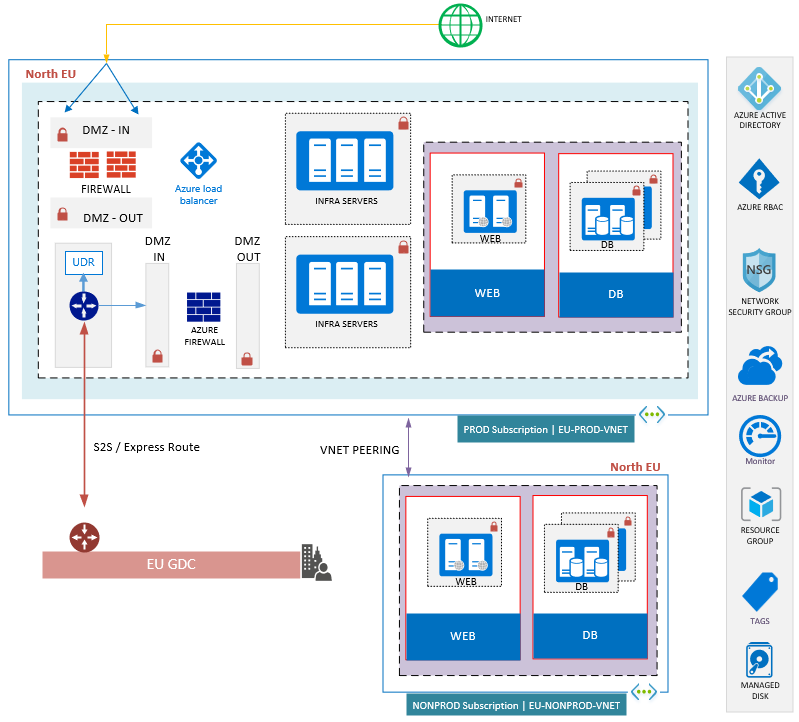 INTERNET
North EU
DMZ - IN
FIREWALL
DMZ - OUT
Azure load
balancer
UDR
DMZ
IN
AZURE
FIREWALL
DMZ
OUT
INFRA SERVERS
INFRA SERVERS
WEB
WEB
DB
DB
PROD Subscription | EU-PROD-VNET
S2S / Express Route
VNET PEERING
EU GDC
North EU
WEB
WEB
DB
DB
NONPROD Subscription | EU-NONPROD-VNET
AZURE ACTIVE
DIRECTORY
AZURE RBAC
NSG
NETWORK
SECURITY GROUP
AZURE BACKUP
Monitor
RESOURCE
GROUP
TAGS
MANAGED
DISK